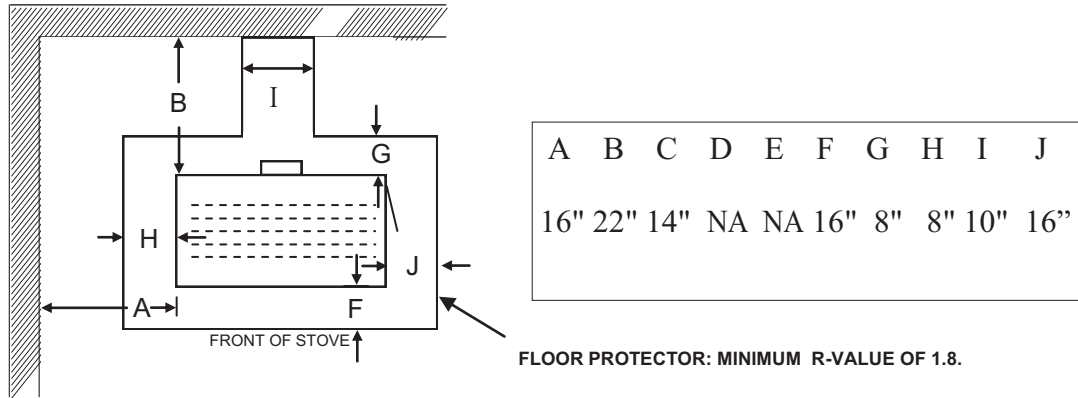 B
I
G
H
J
A
F
FRONT OF STOVE
A B C D E F G H I J
16" 22" 14" NA NA 16" 8" 8" 10" 16”
FLOOR PROTECTOR: MINIMUM R-VALUE OF 1.8.